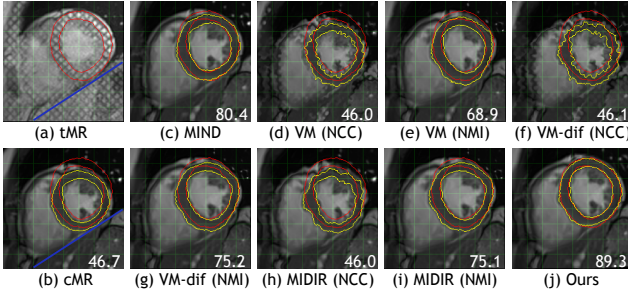 80.4
46.0
68.9
46.1
(a) tMR
(c) MIND
(d) VM (NCC)
(e) VM (NMI)
(f) VM-dif (NCC)
46.7
75.2
46.0
75.1
89.3
(b) cMR
(g) VM-dif (NMI)
(h) MIDIR (NCC)
(i) MIDIR (NMI)
(j) Ours